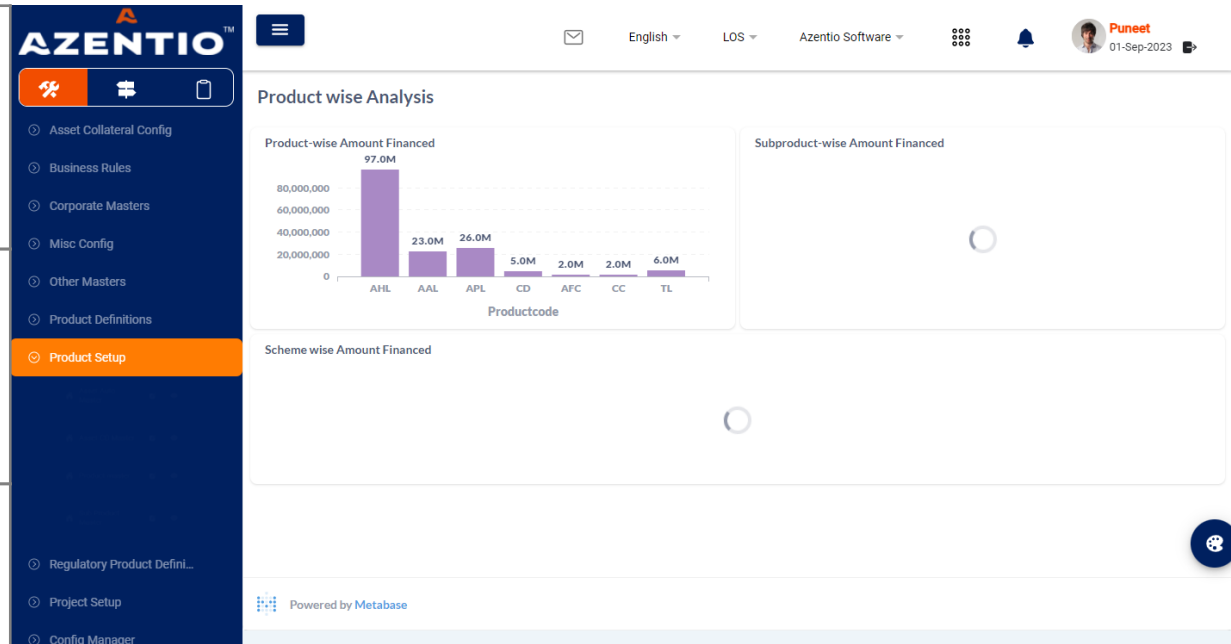 AZENTIO™
English
LOS
Azentio Software
Puneet
01-Sep-2023
Asset Collateral Config
Business Rules
Corporate Masters
Misc Config
Other Masters
Product Definitions
Product Setup
Regulatory Product Defini...
Project Setup
Config Manager
Product wise Analysis
Product-wise Amount Financed
97.0M
80,000,000
60,000,000
40,000,000
20,000,000
0
23.0M
26.0M
5.0M
2.0M
2.0M
6.0M
AHL AAL APL CD AFC CC TL
Productcode
Subproduct-wise Amount Financed
Scheme wise Amount Financed
Powered by Metabase